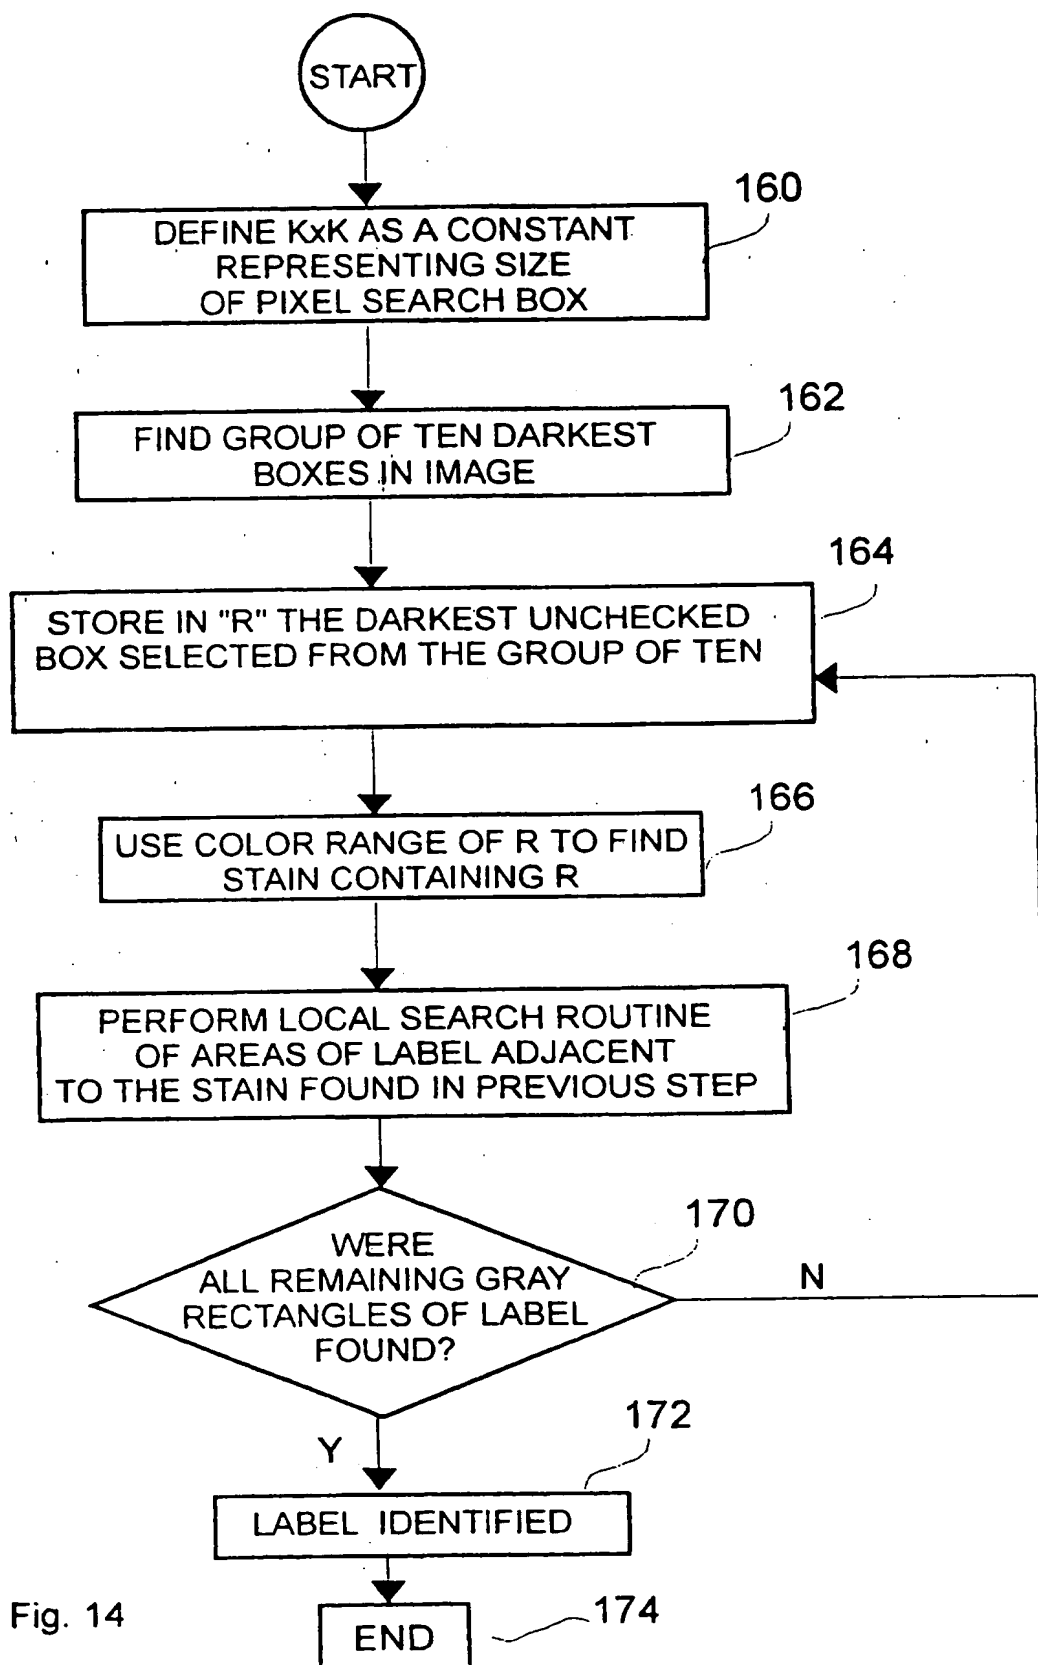 START
160
DEFINE KxK AS A CONSTANT
REPRESENTING SIZE
OF PIXEL SEARCH BOX
162
FIND GROUP OF TEN DARKEST
BOXES IN IMAGE
164
STORE IN "R" THE DARKEST UNCHECKED
BOX SELECTED FROM THE GROUP OF TEN
166
USE COLOR RANGE OF R TO FIND
STAIN CONTAINING R
168
PERFORM LOCAL SEARCH ROUTINE
OF AREAS OF LABEL ADJACENT
TO THE STAIN FOUND IN PREVIOUS STEP
170
WERE
ALL REMAINING GRAY
RECTANGLES OF LABEL
FOUND?
N
Y
172
LABEL IDENTIFIED
174
END
Fig. 14